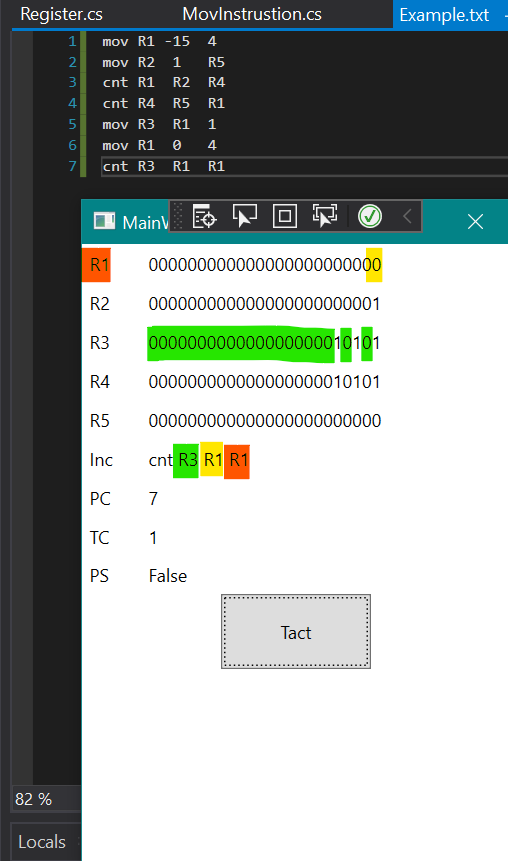 Register.cs MovInstrustion.cs Example.txt
1 mov R1 -15 4
2 mov R2 1 R5
3 cnt R1 R2 R4
4 cnt R4 R5 R1
5 mov R3 R1 1
6 mov R1 0 4
7 cnt R3 R1 R1
MainW
R1 000000000000000000000000
R2 000000000000000000000001
R3 000000000000000000010101
R4 000000000000000000010101
R5 000000000000000000000000
Inc cnt R3 R1 R1
PC 7
TC 1
PS False
Tact
82 %
Locals